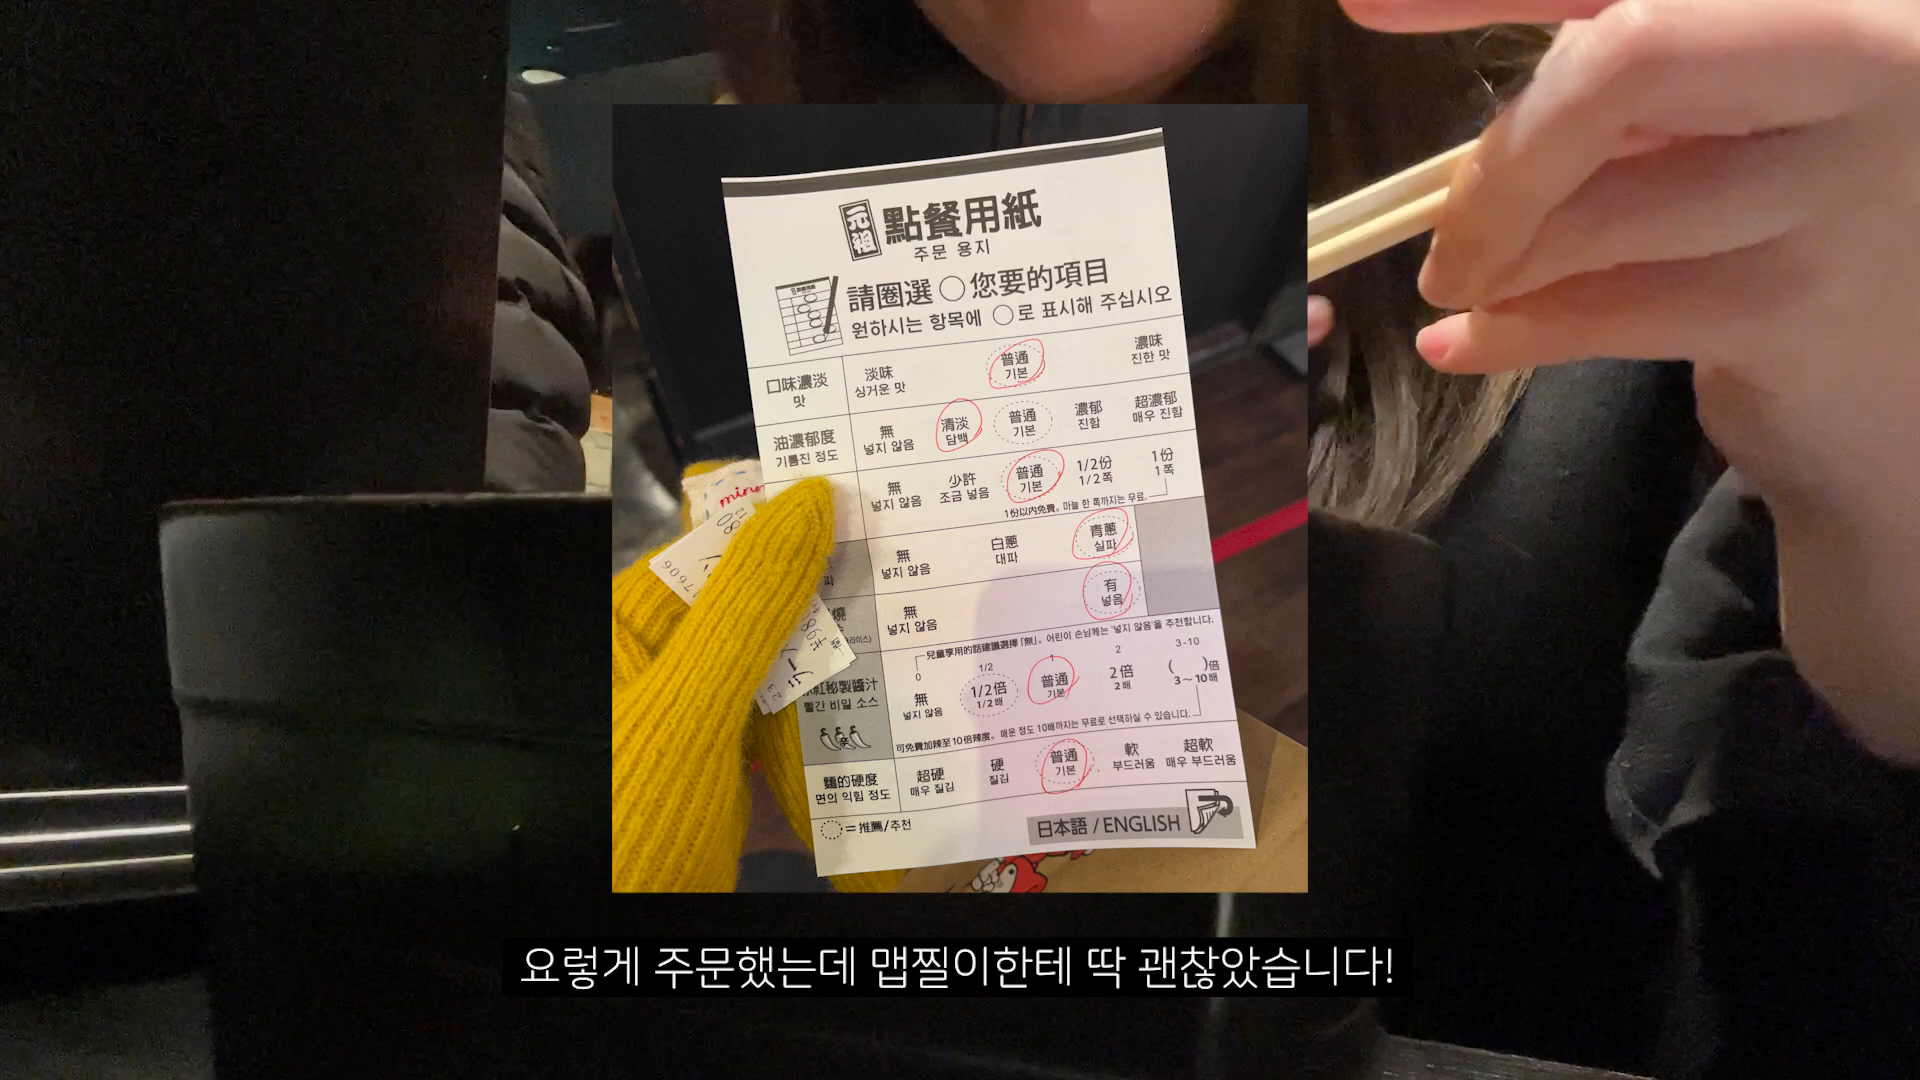 元祖 點餐用紙
주문 용지
請圈選 ○ 您要的項目
원하시는 항목에 ○로 표시해 주십시오
口味濃淡 淡味 普通 濃味
맛 싱거운 맛 기본 진한 맛
油濃郁度 無 清淡 普通 濃郁 超濃郁
기름진 정도 넣지 않음 담백 기본 진함 매우 진함
無 少許 普通 1/2份 1份
넣지 않음 조금 넣음 기본 1/2쪽 1쪽
1份以內免費。마늘 한 쪽까지는 무료.
無 白蔥 青蔥
파 넣지 않음 대파 실파
燒 無 有
넣지 않음 넣음
兒童享用的話建議選擇「無」。어린이 손님께는 '넣지 않음'을 추천합니다.
0 1/2 1 2 3-10
紅秘製醬汁 無 1/2倍 普通 2倍 ( )倍
빨간 비밀 소스 넣지 않음 1/2배 기본 2배 3~10배
辛
可免費加辣至10倍辣度。매운 정도 10배까지는 무료로 선택하실 수 있습니다.
麵的硬度 超硬 硬 普通 軟 超軟
면의 익힘 정도 매우 질김 질김 기본 부드러움 매우 부드러움
=推薦/추천
日本語 / ENGLISH
요렇게 주문했는데 맵찔이한테 딱 괜찮았습니다!